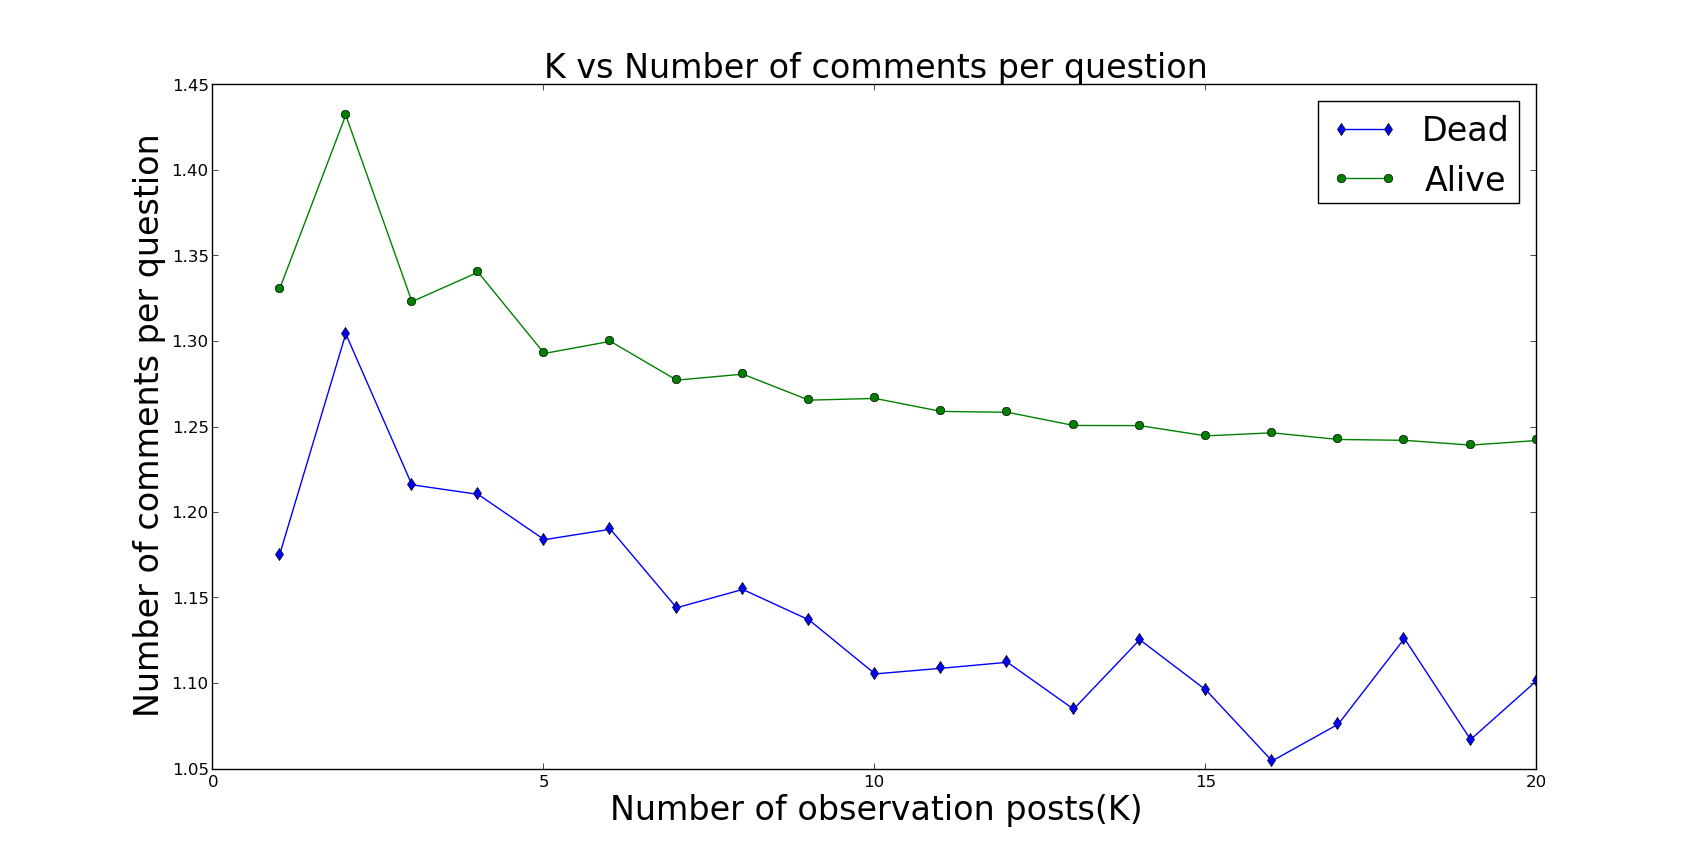 K vs Number of comments per question
Number of comments per question
1.45
1.40
1.35
1.30
1.25
1.20
1.15
1.10
1.05
Dead
Alive
0
5
10
15
20
Number of observation posts(K)